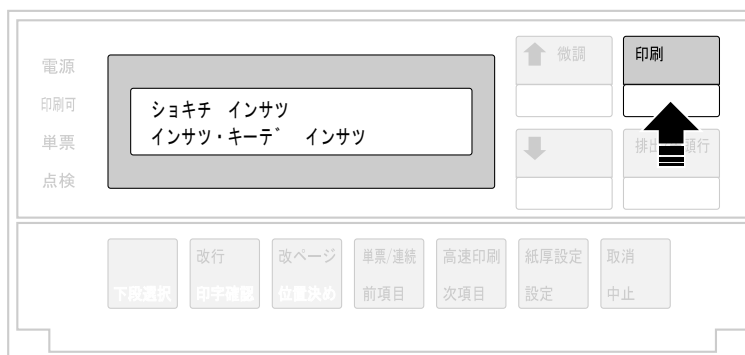 電源
印刷可
単票
点検
ショキチ インサツ
インサツ・キーデ インサツ
微調
印刷
排出
頭行
改行
改ページ
単票/連続
高速印刷
紙厚設定
取消
下段選択
印字確認
位置決め
前項目
次項目
設定
中止